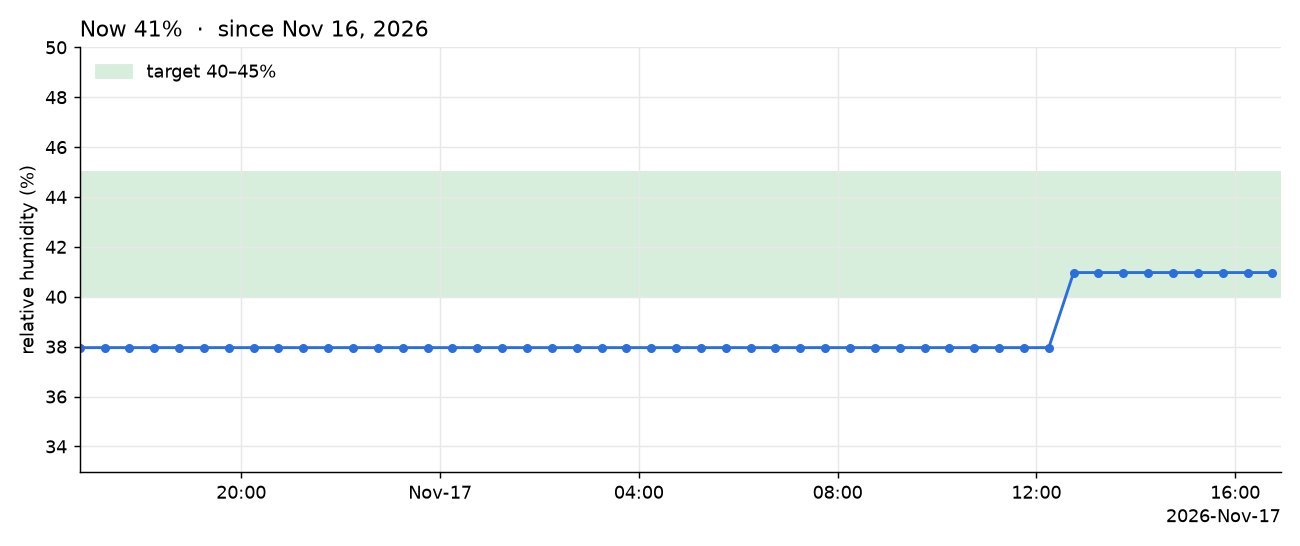 Now 41%  ·  since Nov 16, 2026
target 40–45%
relative humidity (%)
50
48
46
44
42
40
38
36
34
20:00
Nov-17
04:00
08:00
12:00
16:00
2026-Nov-17